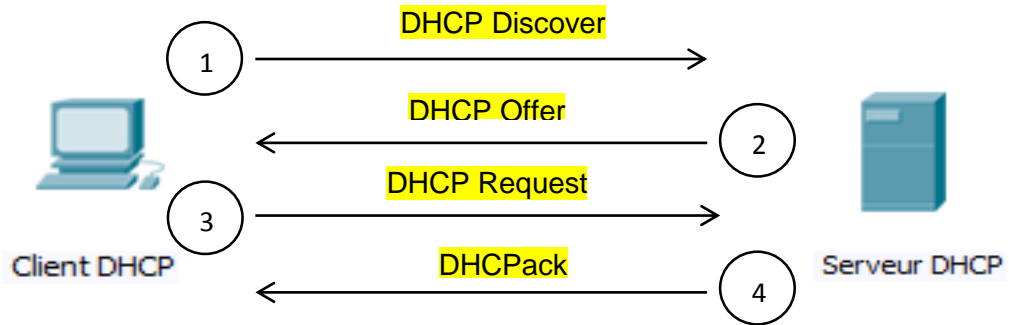 DHCP Discover
1
DHCP Offer
2
DHCP Request
3
Client DHCP
DHCPack
Serveur DHCP
4